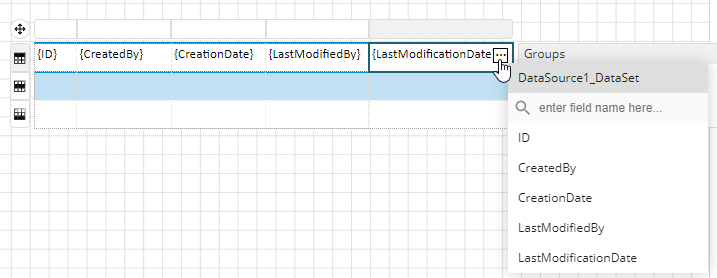 {ID} {CreatedBy} {CreationDate} {LastModifiedBy} {LastModificationDate
Groups
DataSource1_DataSet
enter field name here...
ID
CreatedBy
CreationDate
LastModifiedBy
LastModificationDate